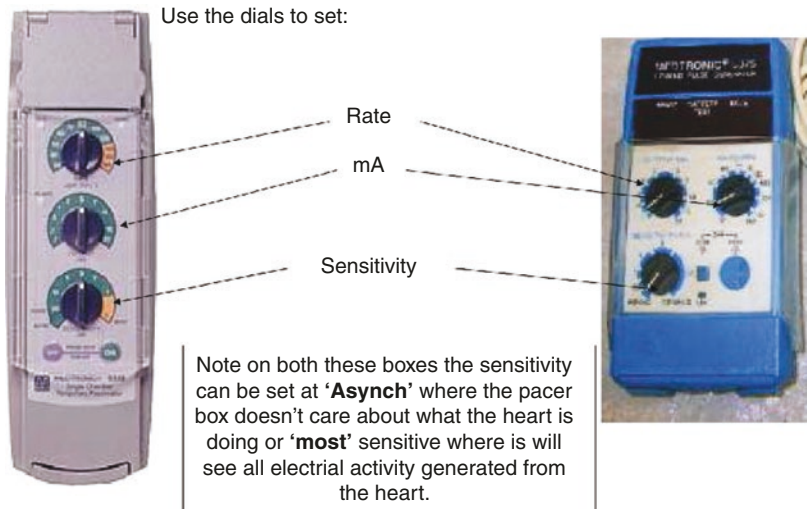 Use the dials to set:
Rate
mA
Sensitivity
MEDTRONIC
Note on both these boxes the sensitivity
can be set at 'Asynch' where the pacer
box doesn't care about what the heart is
doing or 'most' sensitive where is will
see all electrial activity generated from
the heart.